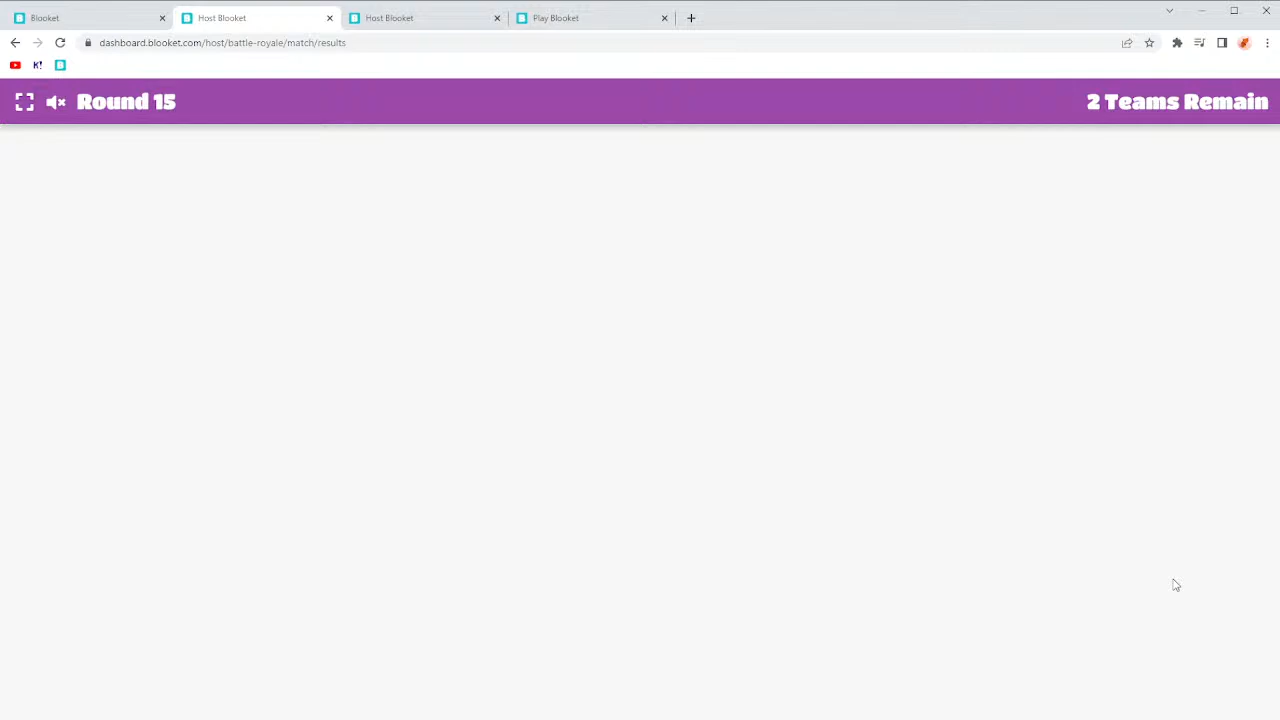 Blooket
Host Blooket
Host Blooket
Play Blooket
dashboard.blooket.com/host/battle-royale/match/results
K!
Round 15
2 Teams Remain